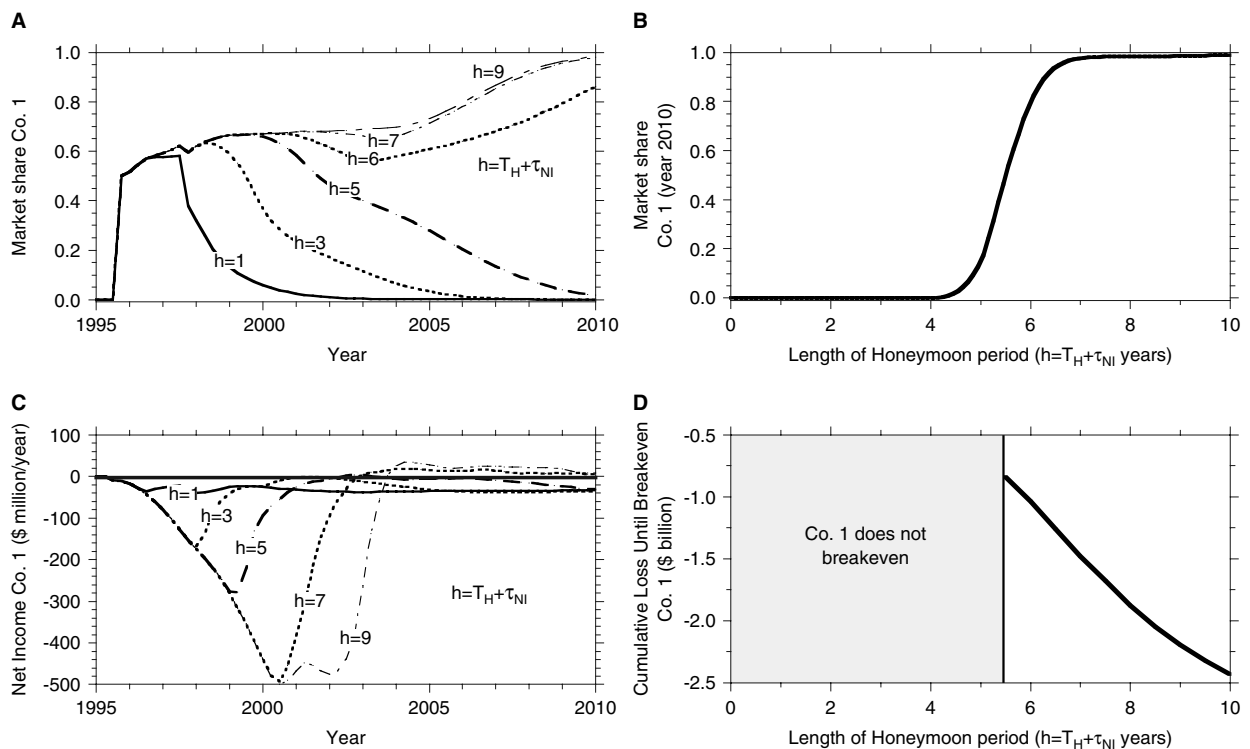 A
Market share Co. 1
1.0
0.8
0.6
0.4
0.2
0.0
h=9
h=7
h=6
h=5
h=3
h=1
h=T_H+τ_NI
1995
2000
2005
2010
Year
B
Market share
Co. 1 (year 2010)
1.0
0.8
0.6
0.4
0.2
0.0
0
2
4
6
8
10
Length of Honeymoon period (h=T_H+τ_NI years)
C
Net Income Co. 1 ($ million/year)
100
0
-100
-200
-300
-400
-500
h=1
h=3
h=5
h=7
h=9
h=T_H+τ_NI
1995
2000
2005
2010
Year
D
Cumulative Loss Until Breakeven
Co. 1 ($ billion)
-0.5
-1.0
-1.5
-2.0
-2.5
Co. 1 does not
breakeven
0
2
4
6
8
10
Length of Honeymoon period (h=T_H+τ_NI years)